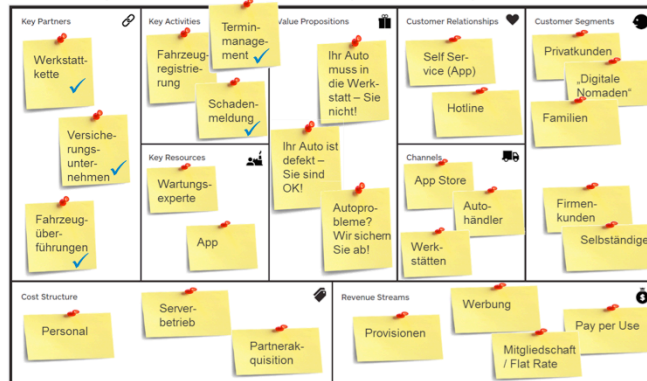 Key Partners
Werkstatt-
kette
Versiche-
rungs-
unter-
nehmen
Fahrzeug-
über-
führungen
Key Activities
Fahrzeug-
registrie-
rung
Termin-
manage-
ment
Schaden-
meldung
Key Resources
Wartungs-
experte
App
Value Propositions
Ihr Auto
muss in
die Werk-
statt – Sie
nicht!
Ihr Auto ist
defekt –
Sie sind
OK!
Autopro-
bleme?
Wir sichern
Sie ab!
Customer Relationships
Self Ser-
vice (App)
Hotline
Channels
App Store
Auto-
händler
Werk-
stätten
Customer Segments
Privatkunden
„Digitale
Nomaden“
Familien
Firmen-
kunden
Selbständige
Cost Structure
Personal
Server-
betrieb
Partnerak-
quisition
Revenue Streams
Provisionen
Werbung
Mitgliedschaft
/ Flat Rate
Pay per Use